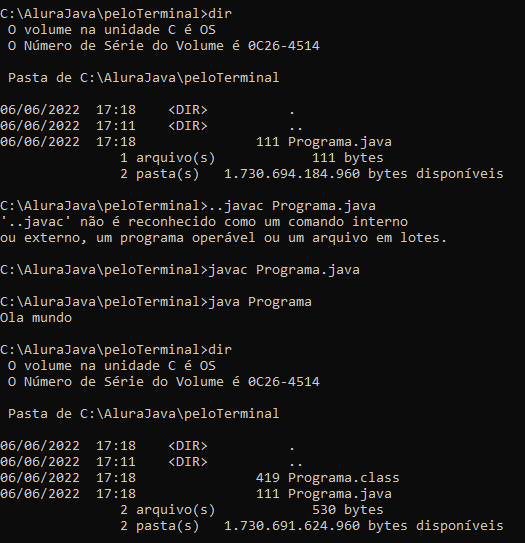 C:\AluraJava\peloTerminal>dir
 O volume na unidade C é OS
 O Número de Série do Volume é 0C26-4514

 Pasta de C:\AluraJava\peloTerminal

06/06/2022  17:18    <DIR>          .
06/06/2022  17:11    <DIR>          ..
06/06/2022  17:18               111 Programa.java
               1 arquivo(s)            111 bytes
               2 pasta(s)   1.730.694.184.960 bytes disponíveis

C:\AluraJava\peloTerminal>..javac Programa.java
'..javac' não é reconhecido como um comando interno
ou externo, um programa operável ou um arquivo em lotes.

C:\AluraJava\peloTerminal>javac Programa.java

C:\AluraJava\peloTerminal>java Programa
Ola mundo

C:\AluraJava\peloTerminal>dir
 O volume na unidade C é OS
 O Número de Série do Volume é 0C26-4514

 Pasta de C:\AluraJava\peloTerminal

06/06/2022  17:18    <DIR>          .
06/06/2022  17:11    <DIR>          ..
06/06/2022  17:18               419 Programa.class
06/06/2022  17:18               111 Programa.java
               2 arquivo(s)            530 bytes
               2 pasta(s)   1.730.691.624.960 bytes disponíveis